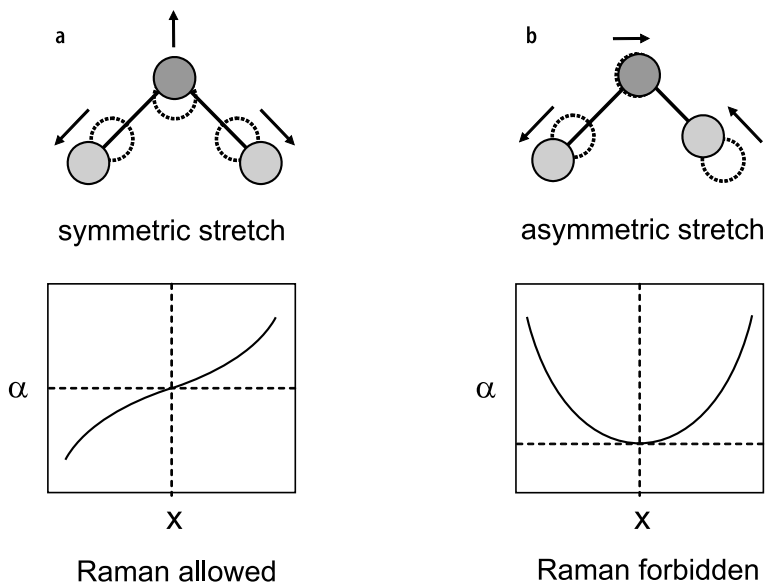 a
symmetric stretch
α
x
Raman allowed
b
asymmetric stretch
α
x
Raman forbidden